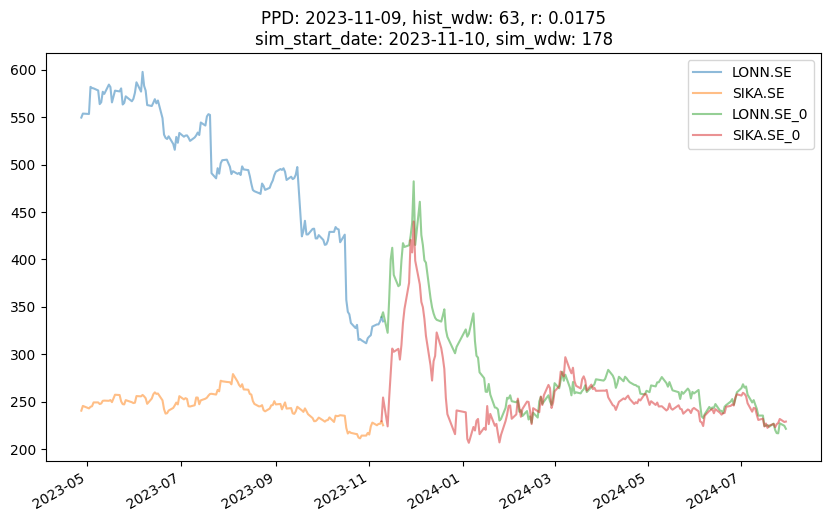 PPD: 2023-11-09, hist_wdw: 63, r: 0.0175
sim_start_date: 2023-11-10, sim_wdw: 178
LONN.SE
SIKA.SE
LONN.SE_0
SIKA.SE_0
600
550
500
450
400
350
300
250
200
2023-05
2023-07
2023-09
2023-11
2024-01
2024-03
2024-05
2024-07